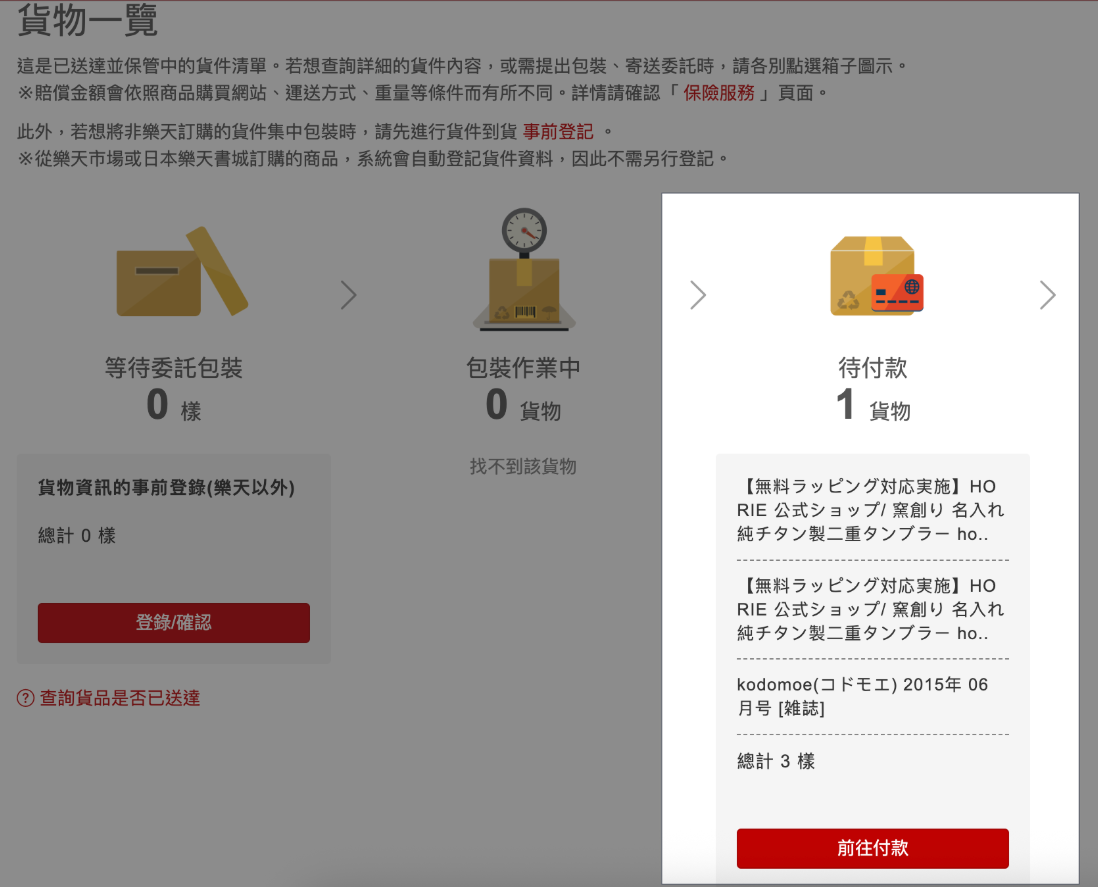 貨物一覽
這是已送達並保管中的貨件清單。若想查詢詳細的貨件內容，或需提出包裝、寄送委託時，請各別點選箱子圖示。
※賠償金額會依照商品購買網站、運送方式、重量等條件而有所不同。詳情請確認「 保險服務 」頁面。
此外，若想將非樂天訂購的貨件集中包裝時，請先進行貨件到貨 事前登記 。
※從樂天市場或日本樂天書城訂購的商品，系統會自動登記貨件資料，因此不需另行登記。
等待委託包裝
0 樣
貨物資訊的事前登錄(樂天以外)
總計 0 樣
登錄/確認
? 查詢貨品是否已送達
包裝作業中
0 貨物
找不到該貨物
待付款
1 貨物
【無料ラッピング対応実施】HO
RIE 公式ショップ/ 窯創り 名入れ
純チタン製二重タンブラー ho..
【無料ラッピング対応実施】HO
RIE 公式ショップ/ 窯創り 名入れ
純チタン製二重タンブラー ho..
kodomoe(コドモエ) 2015年 06
月号 [雑誌]
總計 3 樣
前往付款